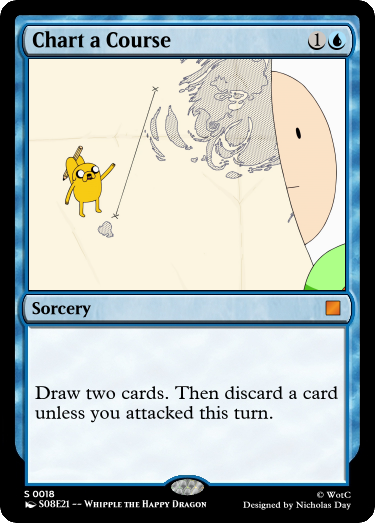 Chart a Course 1
Sorcery
Draw two cards. Then discard a card
unless you attacked this turn.
S 0018 © WotC
S08E21 -- Whipple the Happy Dragon Designed by Nicholas Day